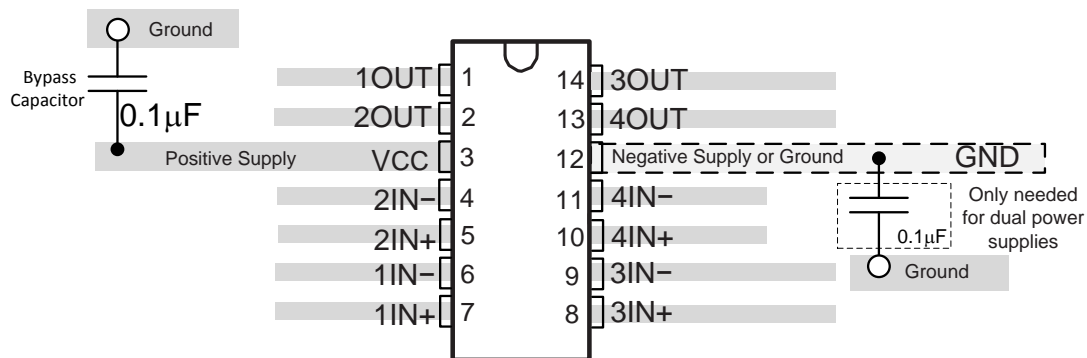 Ground
Bypass
Capacitor
0.1µF
Positive Supply
VCC
1OUT 1
2OUT 2
3
2IN− 4
2IN+ 5
1IN− 6
1IN+ 7
14 3OUT
13 4OUT
12 Negative Supply or Ground GND
11 4IN−
10 4IN+
9 3IN−
8 3IN+
0.1µF
Only needed
for dual power
supplies
Ground